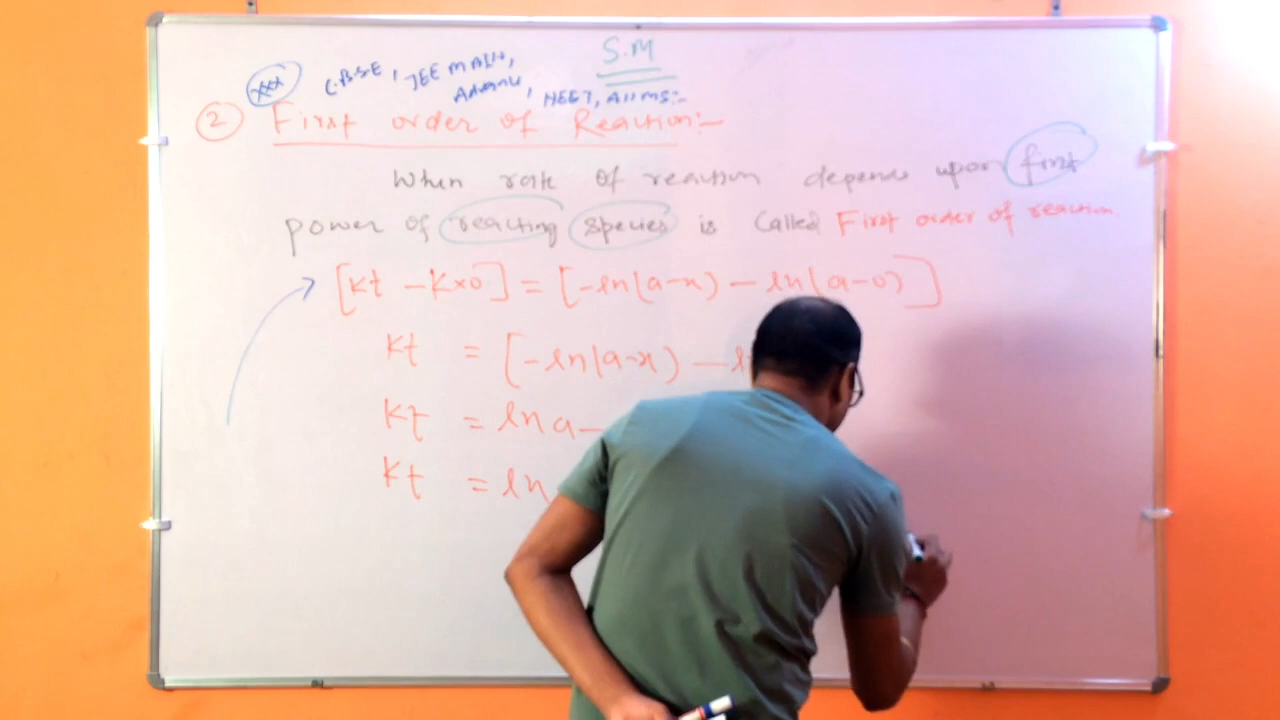 S.M
xxx CBSE, JEE MAIN,
Advanc, NEET, AIIMS:-
2 First order of Reaction:-
When rate of reaction depends upon first
power of reacting species is Called First order of reaction
[Kt - K×0] = [-ln(a-x) - ln(a-0)]
Kt = [-ln(a-x) - l
Kt = ln a -
Kt = ln